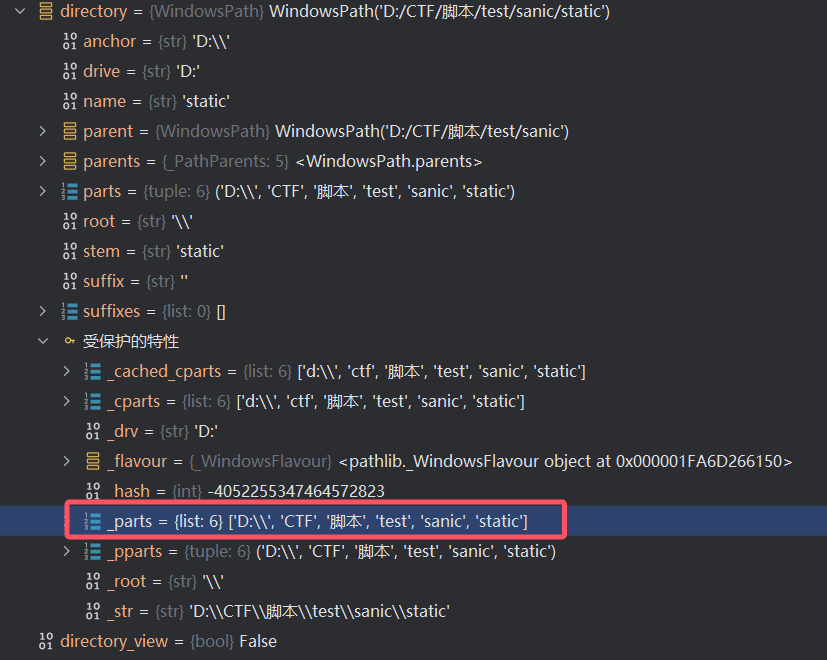 directory = {WindowsPath} WindowsPath('D:/CTF/脚本/test/sanic/static')
anchor = {str} 'D:\\'
drive = {str} 'D:'
name = {str} 'static'
parent = {WindowsPath} WindowsPath('D:/CTF/脚本/test/sanic')
parents = {_PathParents: 5} <WindowsPath.parents>
parts = {tuple: 6} ('D:\\', 'CTF', '脚本', 'test', 'sanic', 'static')
root = {str} '\\'
stem = {str} 'static'
suffix = {str} ''
suffixes = {list: 0} []
受保护的特性
_cached_cparts = {list: 6} ['d:\\', 'ctf', '脚本', 'test', 'sanic', 'static']
_cparts = {list: 6} ['d:\\', 'ctf', '脚本', 'test', 'sanic', 'static']
_drv = {str} 'D:'
_flavour = {_WindowsFlavour} <pathlib._WindowsFlavour object at 0x000001FA6D266150>
_hash = {int} -4052255347464572823
_parts = {list: 6} ['D:\\', 'CTF', '脚本', 'test', 'sanic', 'static']
_pparts = {tuple: 6} ('D:\\', 'CTF', '脚本', 'test', 'sanic', 'static')
_root = {str} '\\'
_str = {str} 'D:\\CTF\\脚本\\test\\sanic\\static'
directory_view = {bool} False